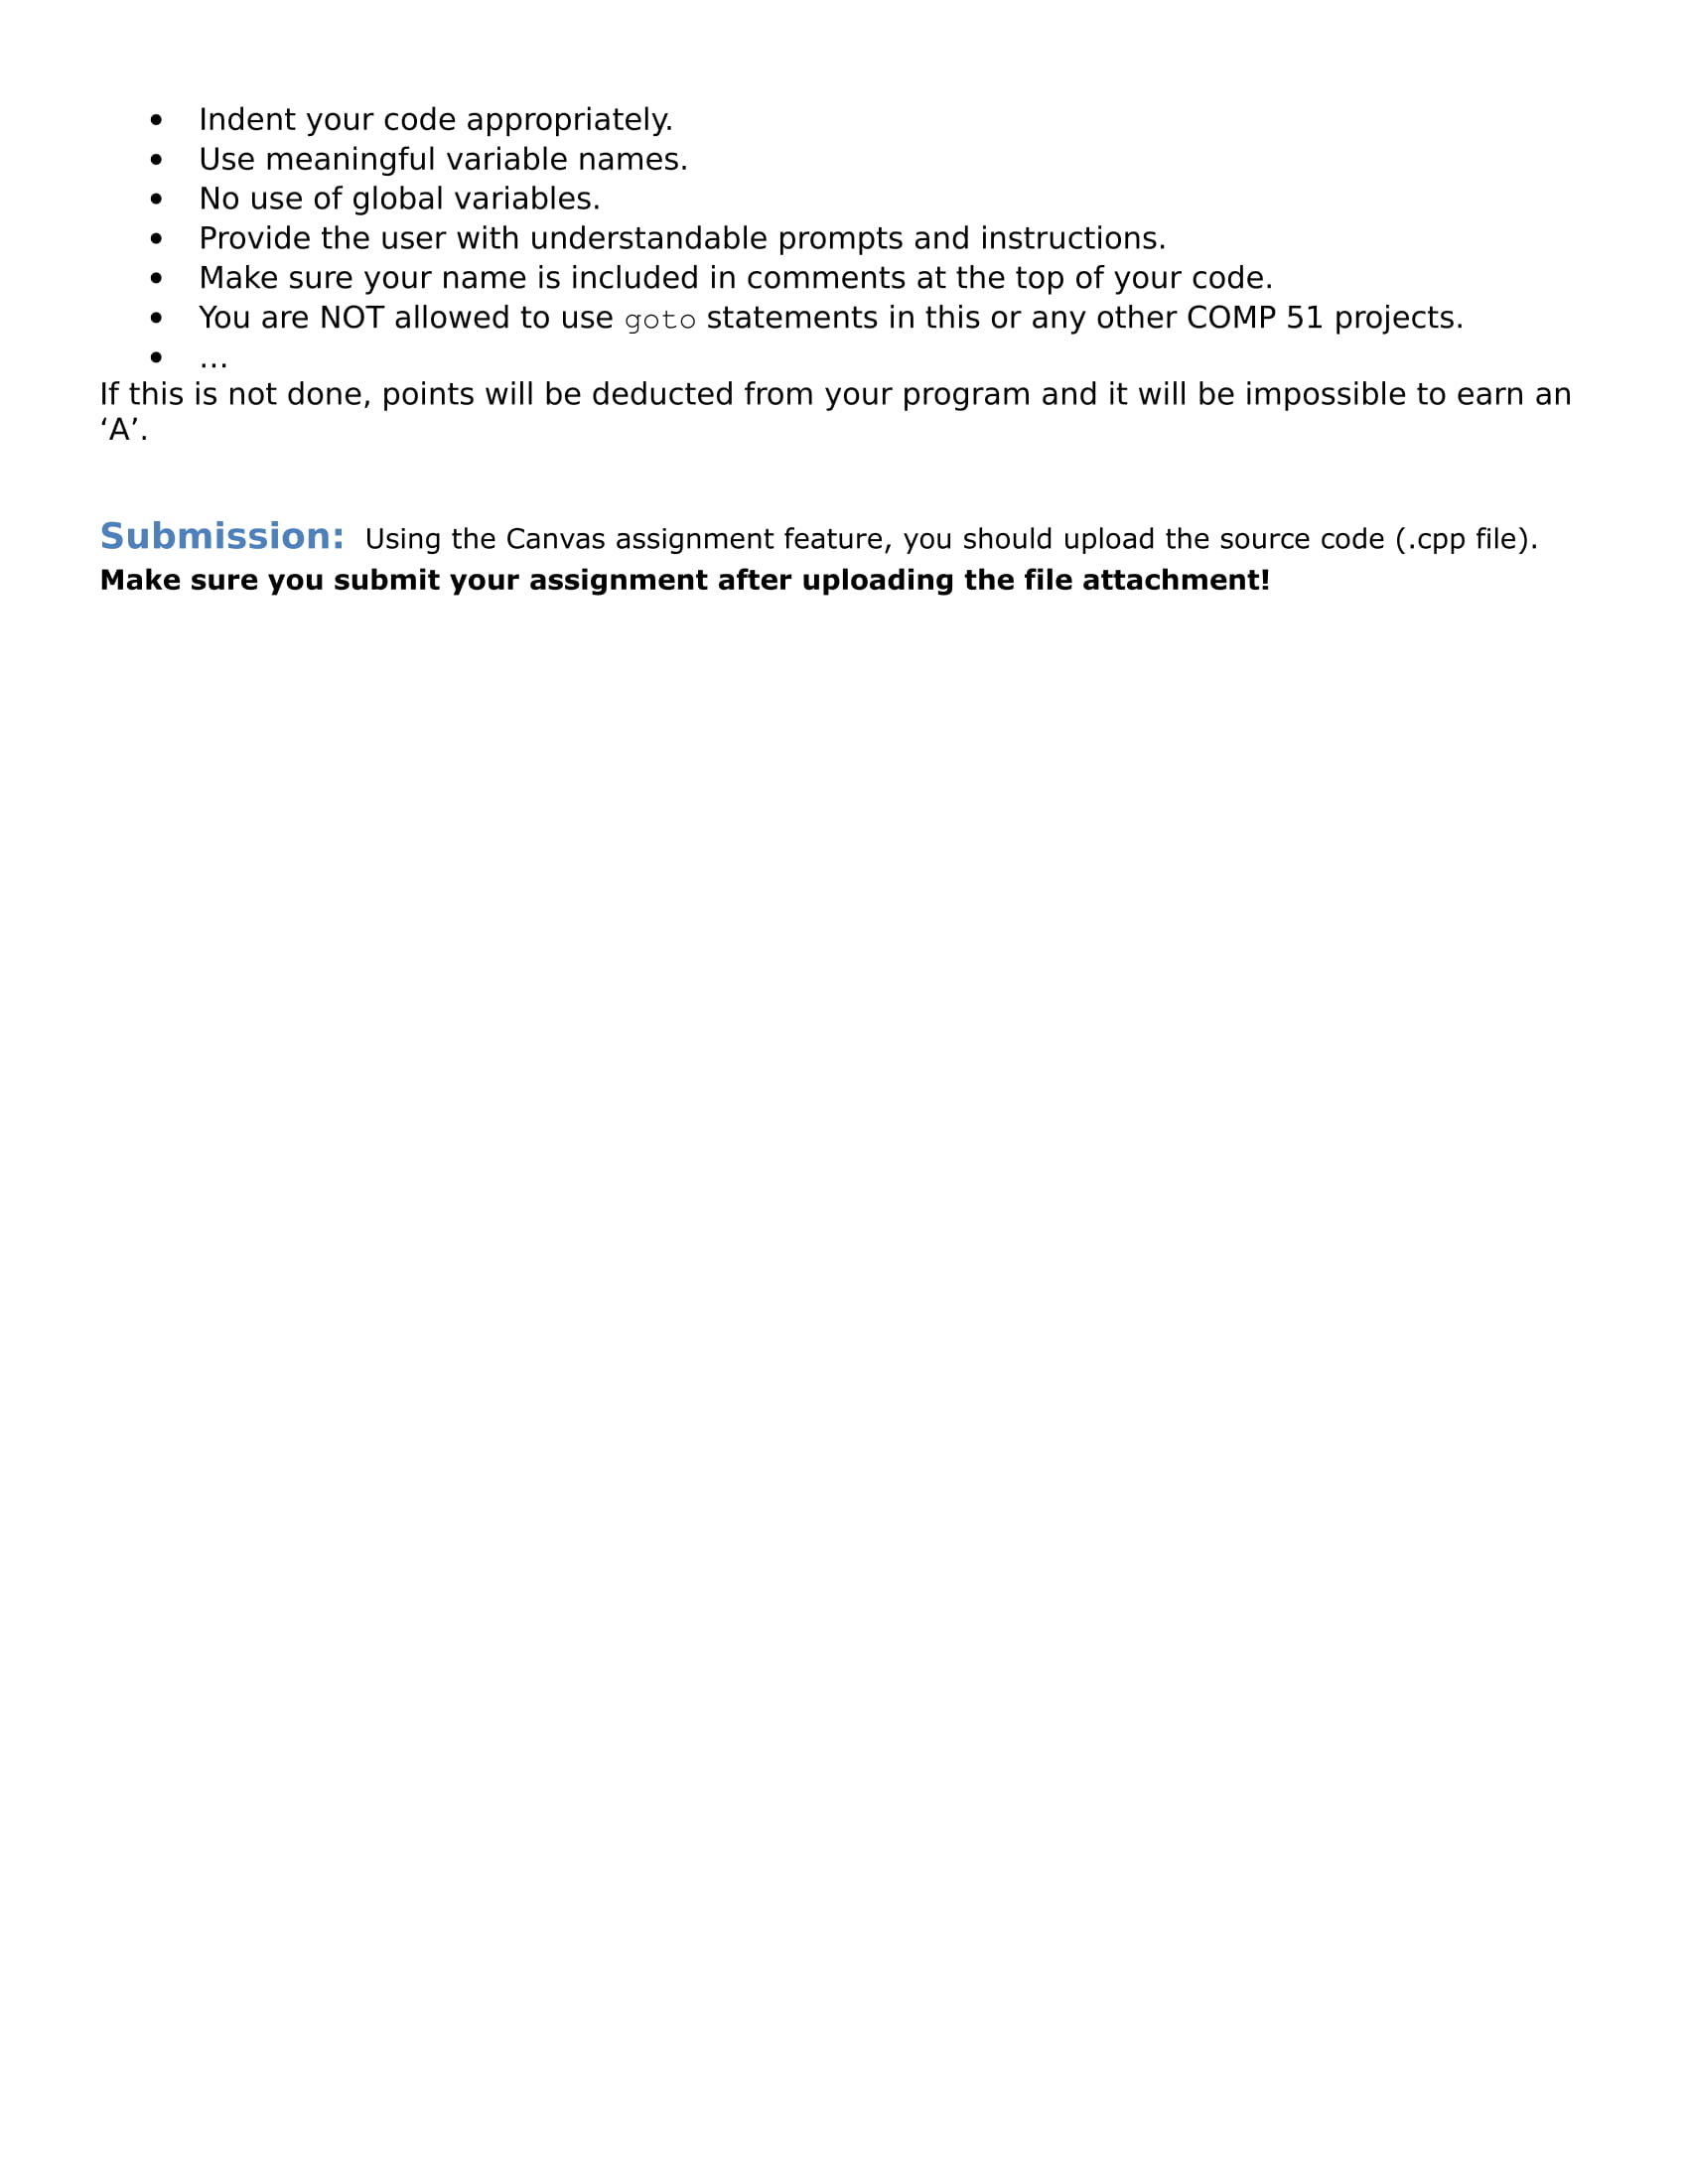 • Indent your code appropriately.
• Use meaningful variable names.
• No use of global variables.
• Provide the user with understandable prompts and instructions.
• Make sure your name is included in comments at the top of your code.
• You are NOT allowed to use goto statements in this or any other COMP 51 projects.
• …
If this is not done, points will be deducted from your program and it will be impossible to earn an
‘A’.
Submission: Using the Canvas assignment feature, you should upload the source code (.cpp file).
Make sure you submit your assignment after uploading the file attachment!